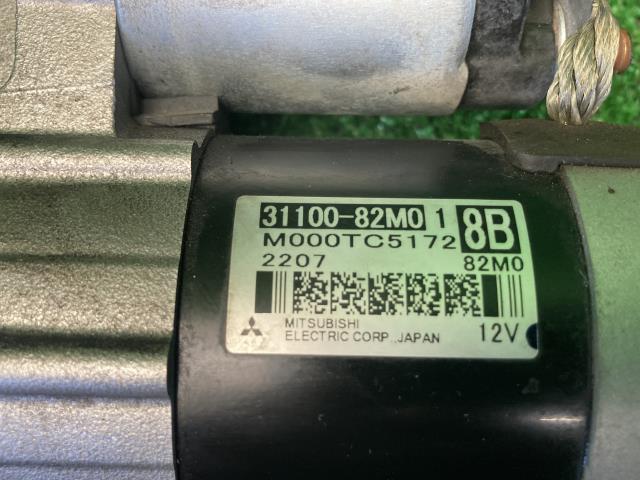 31100-82M0 1 8B
M000TC5172
2207 82M0
MITSUBISHI
ELECTRIC CORP. JAPAN 12V